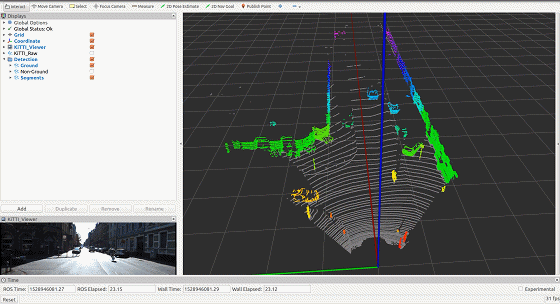 Interact Move Camera Select Focus Camera Measure 2D Pose Estimate 2D Nav Goal Publish Point
Displays
Global Options
Global Status: Ok
Grid
Coordinate
KITTI_Viewer
KITTI_Raw
Detection
Ground
Non-Ground
Segments
Add Duplicate Remove Rename
KITTI_Viewer
Time
ROS Time: 1528946081.27 ROS Elapsed: 23.15 Wall Time: 1528946081.29 Wall Elapsed: 23.12 Experimental
Reset 31 fps